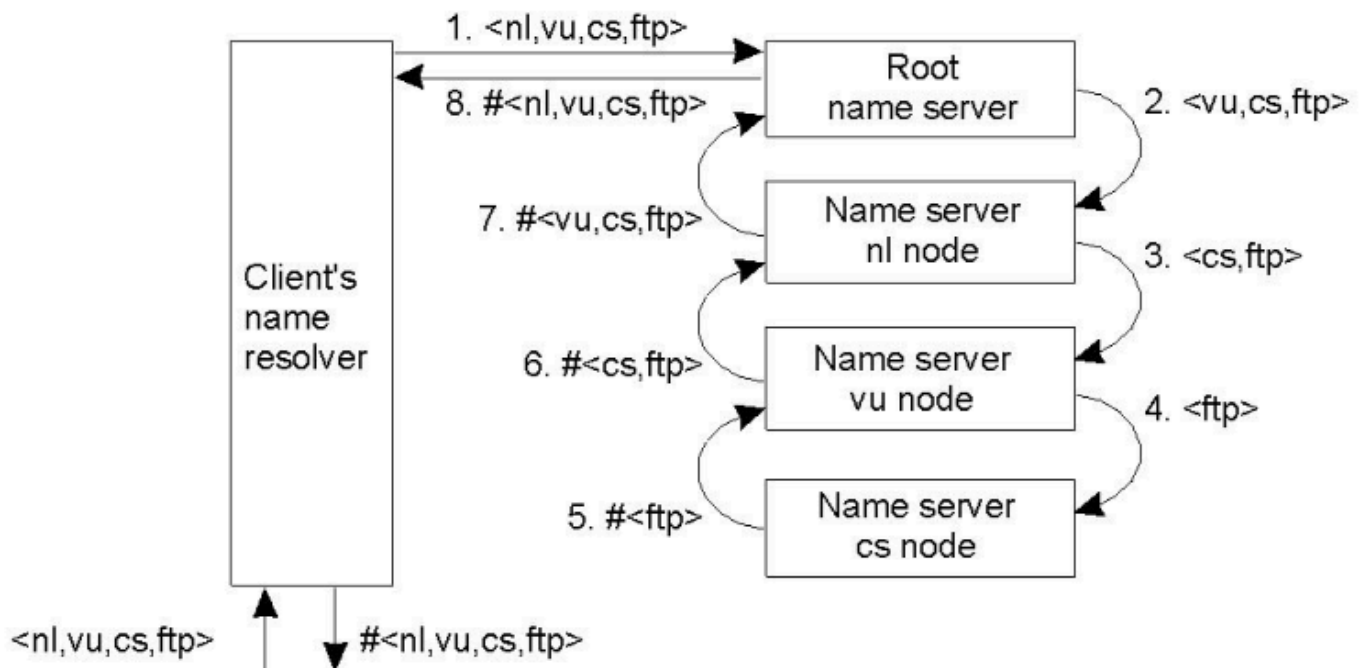 1. <nl,vu,cs,ftp>
8. #<nl,vu,cs,ftp>
Root
name server
2. <vu,cs,ftp>
7. #<vu,cs,ftp>
Name server
nl node
3. <cs,ftp>
Client's
name
resolver
6. #<cs,ftp>
Name server
vu node
4. <ftp>
5. #<ftp>
Name server
cs node
<nl,vu,cs,ftp>
#<nl,vu,cs,ftp>